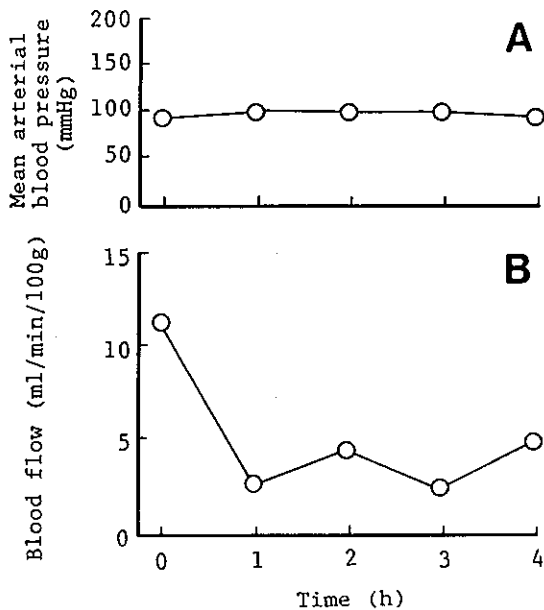 Mean arterial
blood pressure
(mmHg)
200
150
100
50
0
A
Blood flow (ml/min/100g)
15
10
5
0
B
0 1 2 3 4
Time (h)